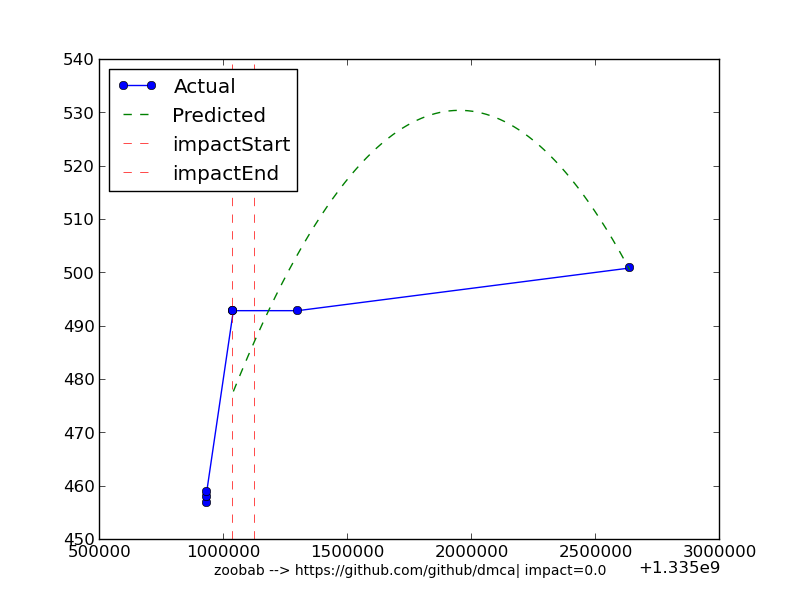 540
530
520
510
500
490
480
470
460
450
Actual
Predicted
impactStart
impactEnd
500000 1000000 1500000 2000000 2500000 3000000
+1.335e9
zoobab --> https://github.com/github/dmca| impact=0.0